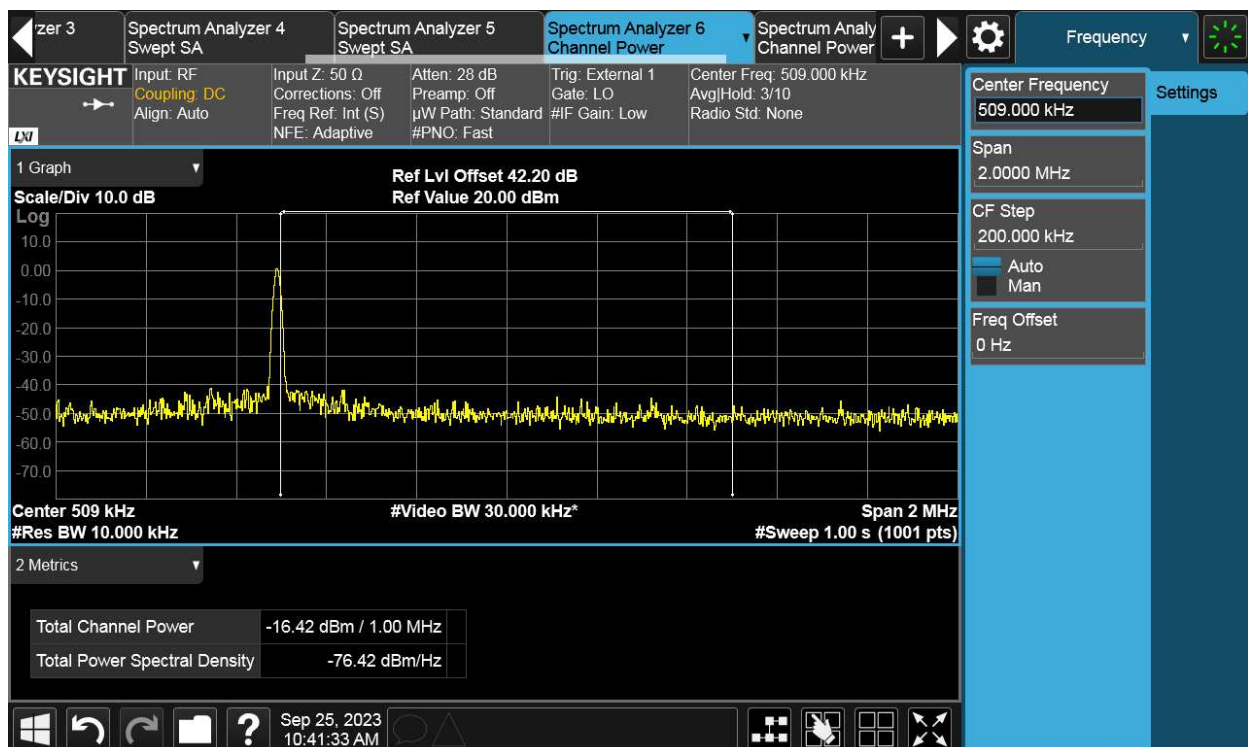 zer 3
Spectrum Analyzer 4
Swept SA
Spectrum Analyzer 5
Swept SA
Spectrum Analyzer 6
Channel Power
Spectrum Analy
Channel Power
Frequency
KEYSIGHT
LXI
Input: RF
Coupling: DC
Align: Auto
Input Z: 50 Ω
Corrections: Off
Freq Ref: Int (S)
NFE: Adaptive
Atten: 28 dB
Preamp: Off
µW Path: Standard
#PNO: Fast
Trig: External 1
Gate: LO
#IF Gain: Low
Center Freq: 509.000 kHz
Avg|Hold: 3/10
Radio Std: None
Center Frequency
509.000 kHz
Settings
Span
2.0000 MHz
CF Step
200.000 kHz
Auto
Man
Freq Offset
0 Hz
1 Graph
Scale/Div 10.0 dB
Ref Lvl Offset 42.20 dB
Ref Value 20.00 dBm
Log
10.0
0.00
-10.0
-20.0
-30.0
-40.0
-50.0
-60.0
-70.0
Center 509 kHz
#Video BW 30.000 kHz*
Span 2 MHz
#Res BW 10.000 kHz
#Sweep 1.00 s (1001 pts)
2 Metrics
Total Channel Power -16.42 dBm / 1.00 MHz
Total Power Spectral Density -76.42 dBm/Hz
?
Sep 25, 2023
10:41:33 AM